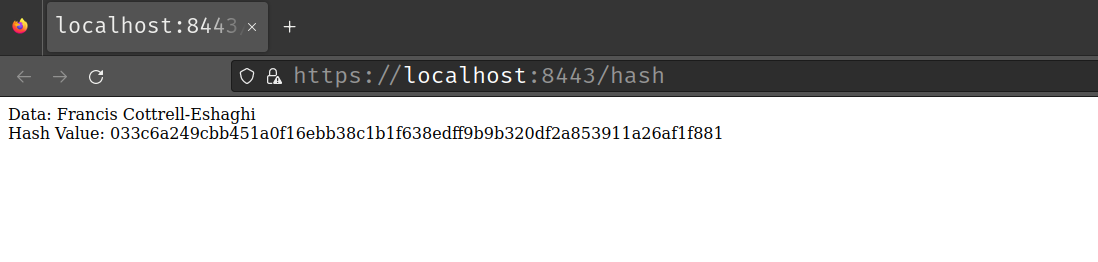 localhost:8443/
https://localhost:8443/hash
Data: Francis Cottrell-Eshaghi
Hash Value: 033c6a249cbb451a0f16ebb38c1b1f638edff9b9b320df2a853911a26af1f881